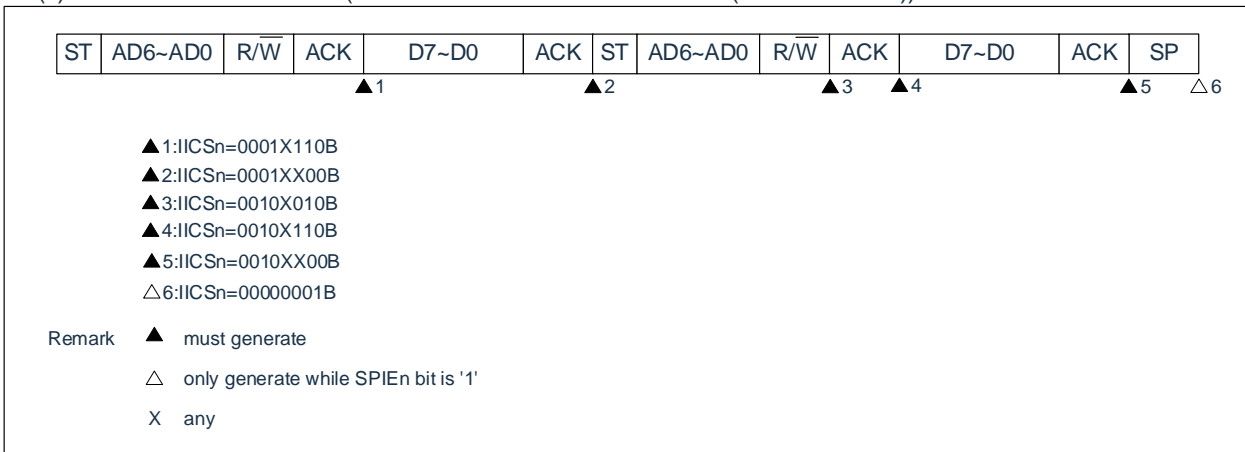 ST AD6~AD0 R/W̅ ACK D7~D0 ACK ST AD6~AD0 R/W̅ ACK D7~D0 ACK SP
▲1 ▲2 ▲3 ▲4 ▲5 △6
▲1:IICSn=0001X110B
▲2:IICSn=0001XX00B
▲3:IICSn=0010X010B
▲4:IICSn=0010X110B
▲5:IICSn=0010XX00B
△6:IICSn=00000001B
Remark ▲ must generate
△ only generate while SPIEn bit is '1'
X any